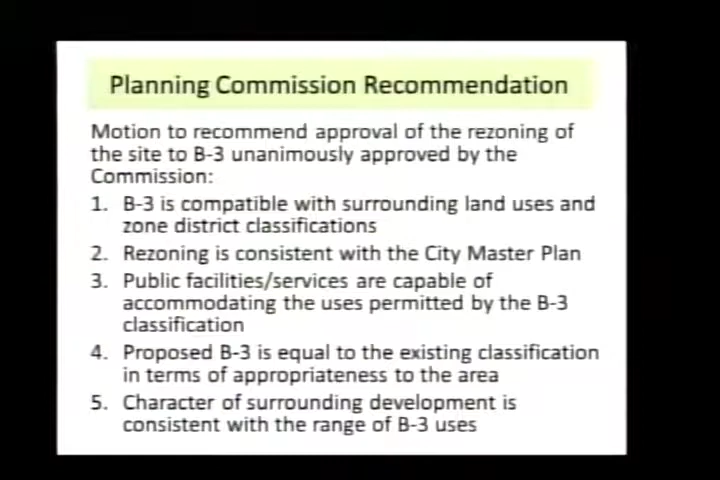 Planning Commission Recommendation
Motion to recommend approval of the rezoning of
the site to B-3 unanimously approved by the
Commission:
1. B-3 is compatible with surrounding land uses and
zone district classifications
2. Rezoning is consistent with the City Master Plan
3. Public facilities/services are capable of
accommodating the uses permitted by the B-3
classification
4. Proposed B-3 is equal to the existing classification
in terms of appropriateness to the area
5. Character of surrounding development is
consistent with the range of B-3 uses